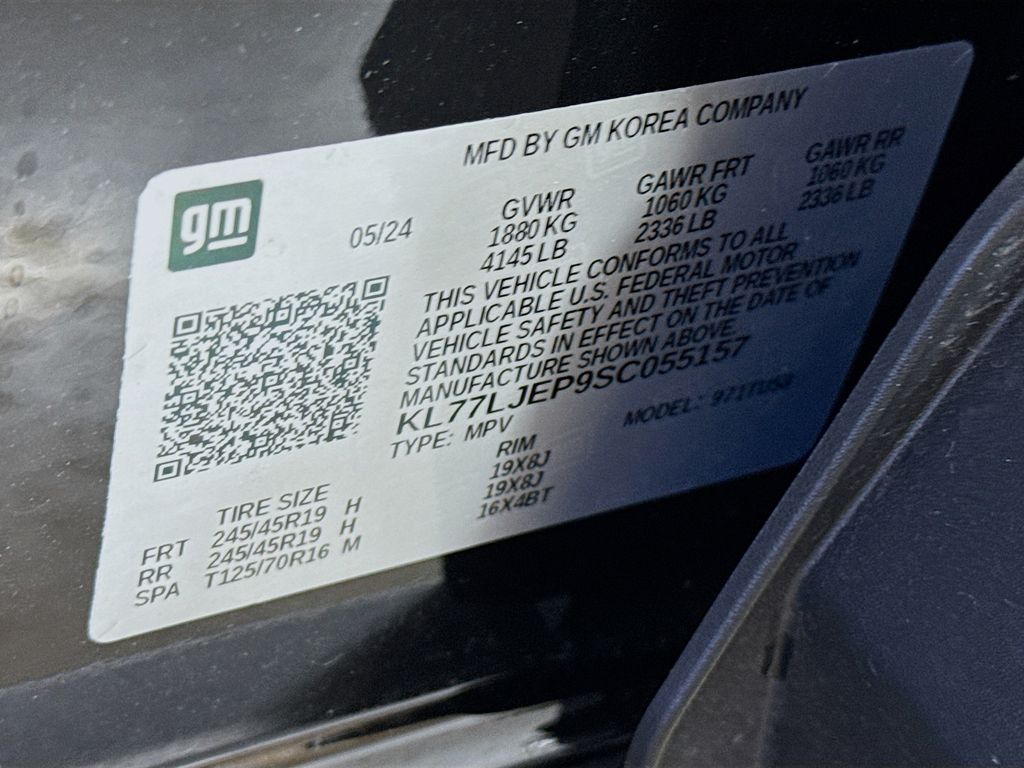 MFD BY GM KOREA COMPANY
gm
05/24
GVWR GAWR FRT GAWR RR
1880 KG 1060 KG 1060 KG
4145 LB 2336 LB 2336 LB
THIS VEHICLE CONFORMS TO ALL
APPLICABLE U.S. FEDERAL MOTOR
VEHICLE SAFETY AND THEFT PREVENTION
STANDARDS IN EFFECT ON THE DATE OF
MANUFACTURE SHOWN ABOVE.
KL77LJEP9SC055157
TYPE: MPV MODEL:
TIRE SIZE RIM
FRT 245/45R19 H 19X8J
RR 245/45R19 H 19X8J
SPA T125/70R16 M 16X4BT